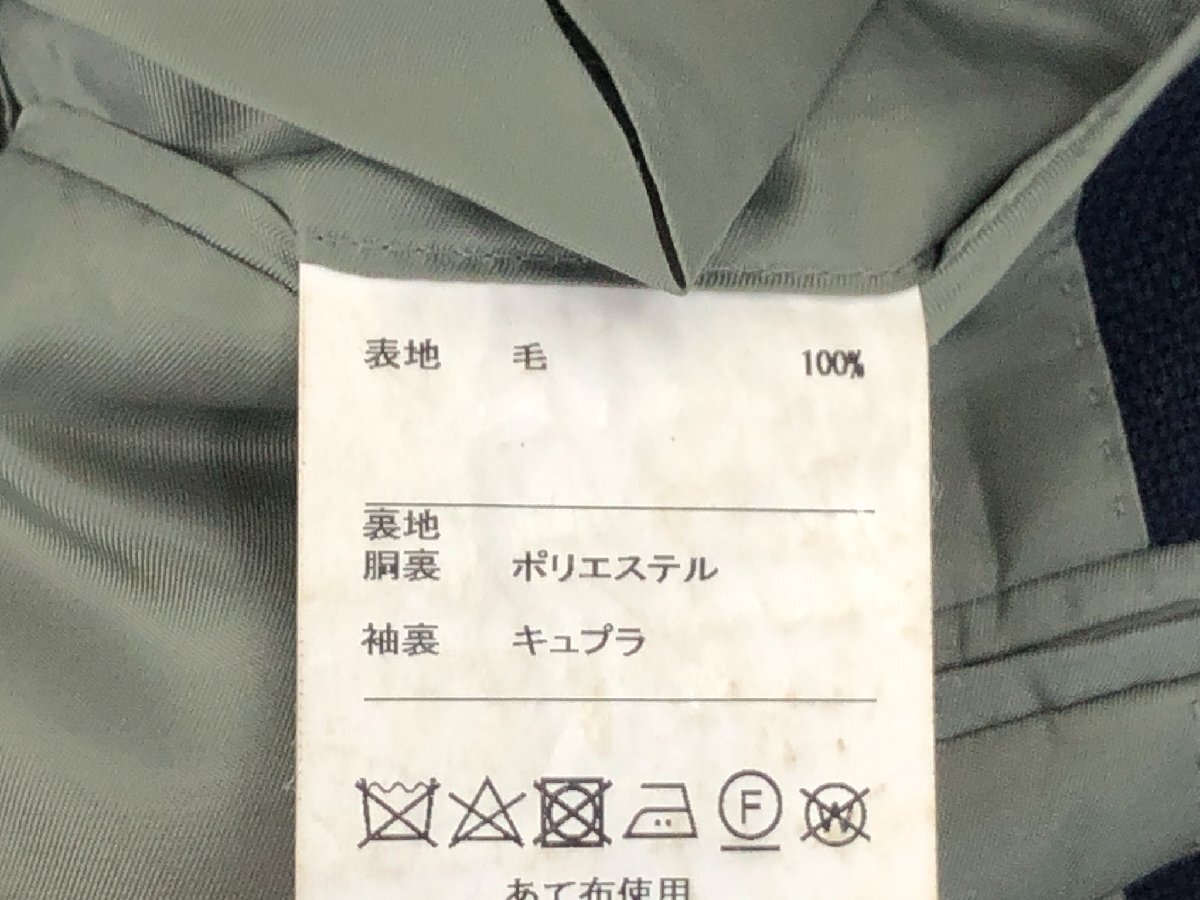 表地 毛 100%
裏地
胴裏 ポリエステル
袖裏 キュプラ
F W
あて布使用